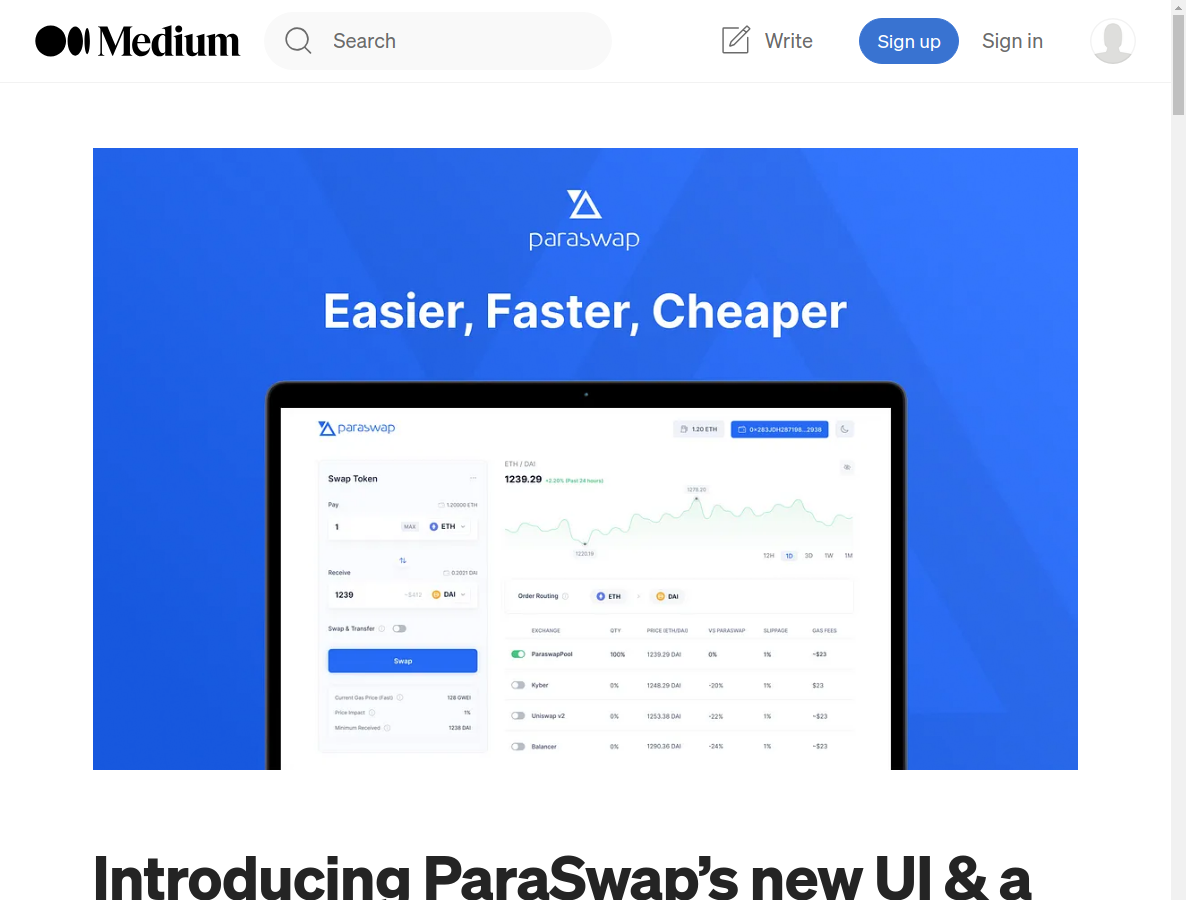 Medium
Search
Write
Sign up
Sign in
paraswap
Easier, Faster, Cheaper
paraswap
1.20 ETH
0x283JDH287198...2938
Swap Token
Pay
1.20000 ETH
1
MAX
ETH
Receive
0.2021 DAI
1239
~$412
DAI
Swap & Transfer
Swap
Current Gas Price (Fast)
128 GWEI
Price Impact
1%
Minimum Received
1238 DAI
ETH / DAI
1239.29 +2.20% (Past 24 hours)
1220.19
12H 1D 3D 1W 1M
Order Routing ETH DAI
EXCHANGE QTY PRICE (ETH/DAI) VS PARASWAP SLIPPAGE GAS FEES
ParaswapPool 100% 1239.29 DAI 0% 1% ~$23
Kyber 0% 1248.29 DAI -20% 1% $23
Uniswap v2 0% 1253.38 DAI -22% 1% ~$23
Balancer 0% 1290.36 DAI -24% 1% ~$23
Introducing ParaSwap’s new UI & a